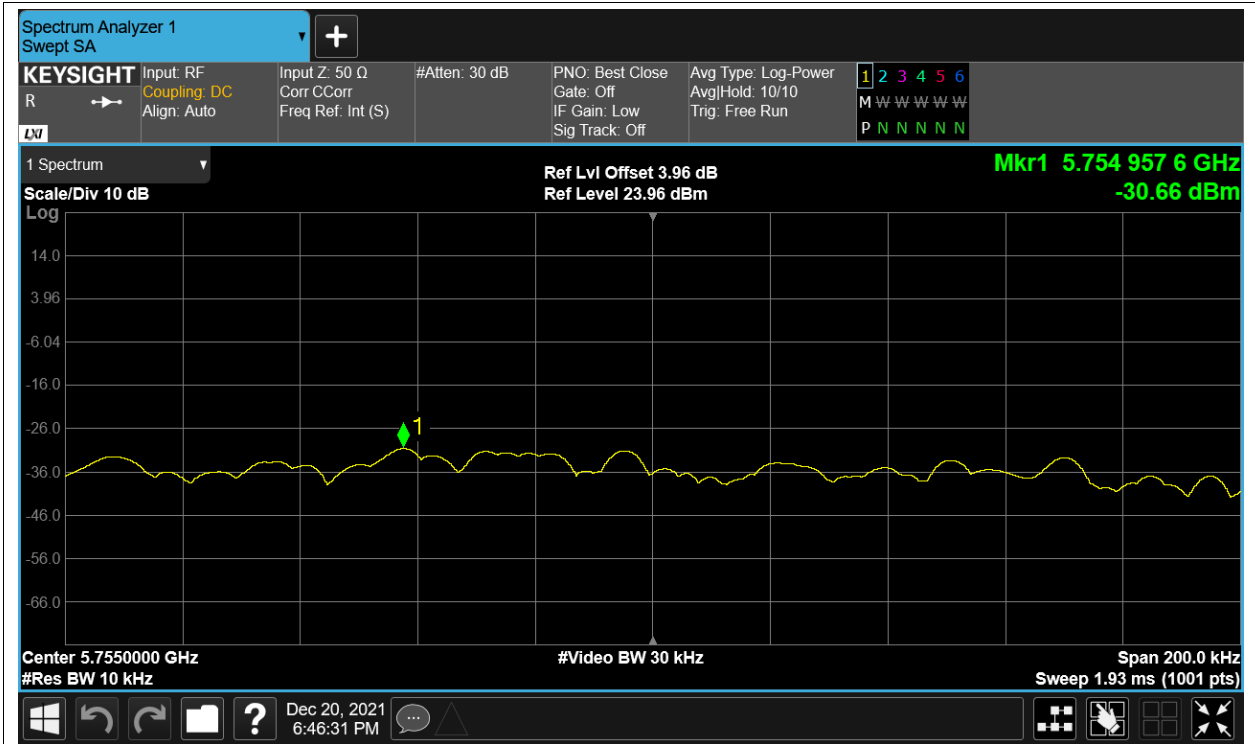 Spectrum Analyzer 1
Swept SA
KEYSIGHT
R
LXI
Input: RF
Coupling: DC
Align: Auto
Input Z: 50 Ω
Corr CCorr
Freq Ref: Int (S)
#Atten: 30 dB
PNO: Best Close
Gate: Off
IF Gain: Low
Sig Track: Off
Avg Type: Log-Power
Avg|Hold: 10/10
Trig: Free Run
1 2 3 4 5 6
M W W W W W
P N N N N N
1 Spectrum
Scale/Div 10 dB
Log
Ref Lvl Offset 3.96 dB
Ref Level 23.96 dBm
Mkr1 5.754 957 6 GHz
-30.66 dBm
14.0
3.96
-6.04
-16.0
-26.0
1
-36.0
-46.0
-56.0
-66.0
Center 5.7550000 GHz
#Res BW 10 kHz
#Video BW 30 kHz
Span 200.0 kHz
Sweep 1.93 ms (1001 pts)
?
Dec 20, 2021
6:46:31 PM